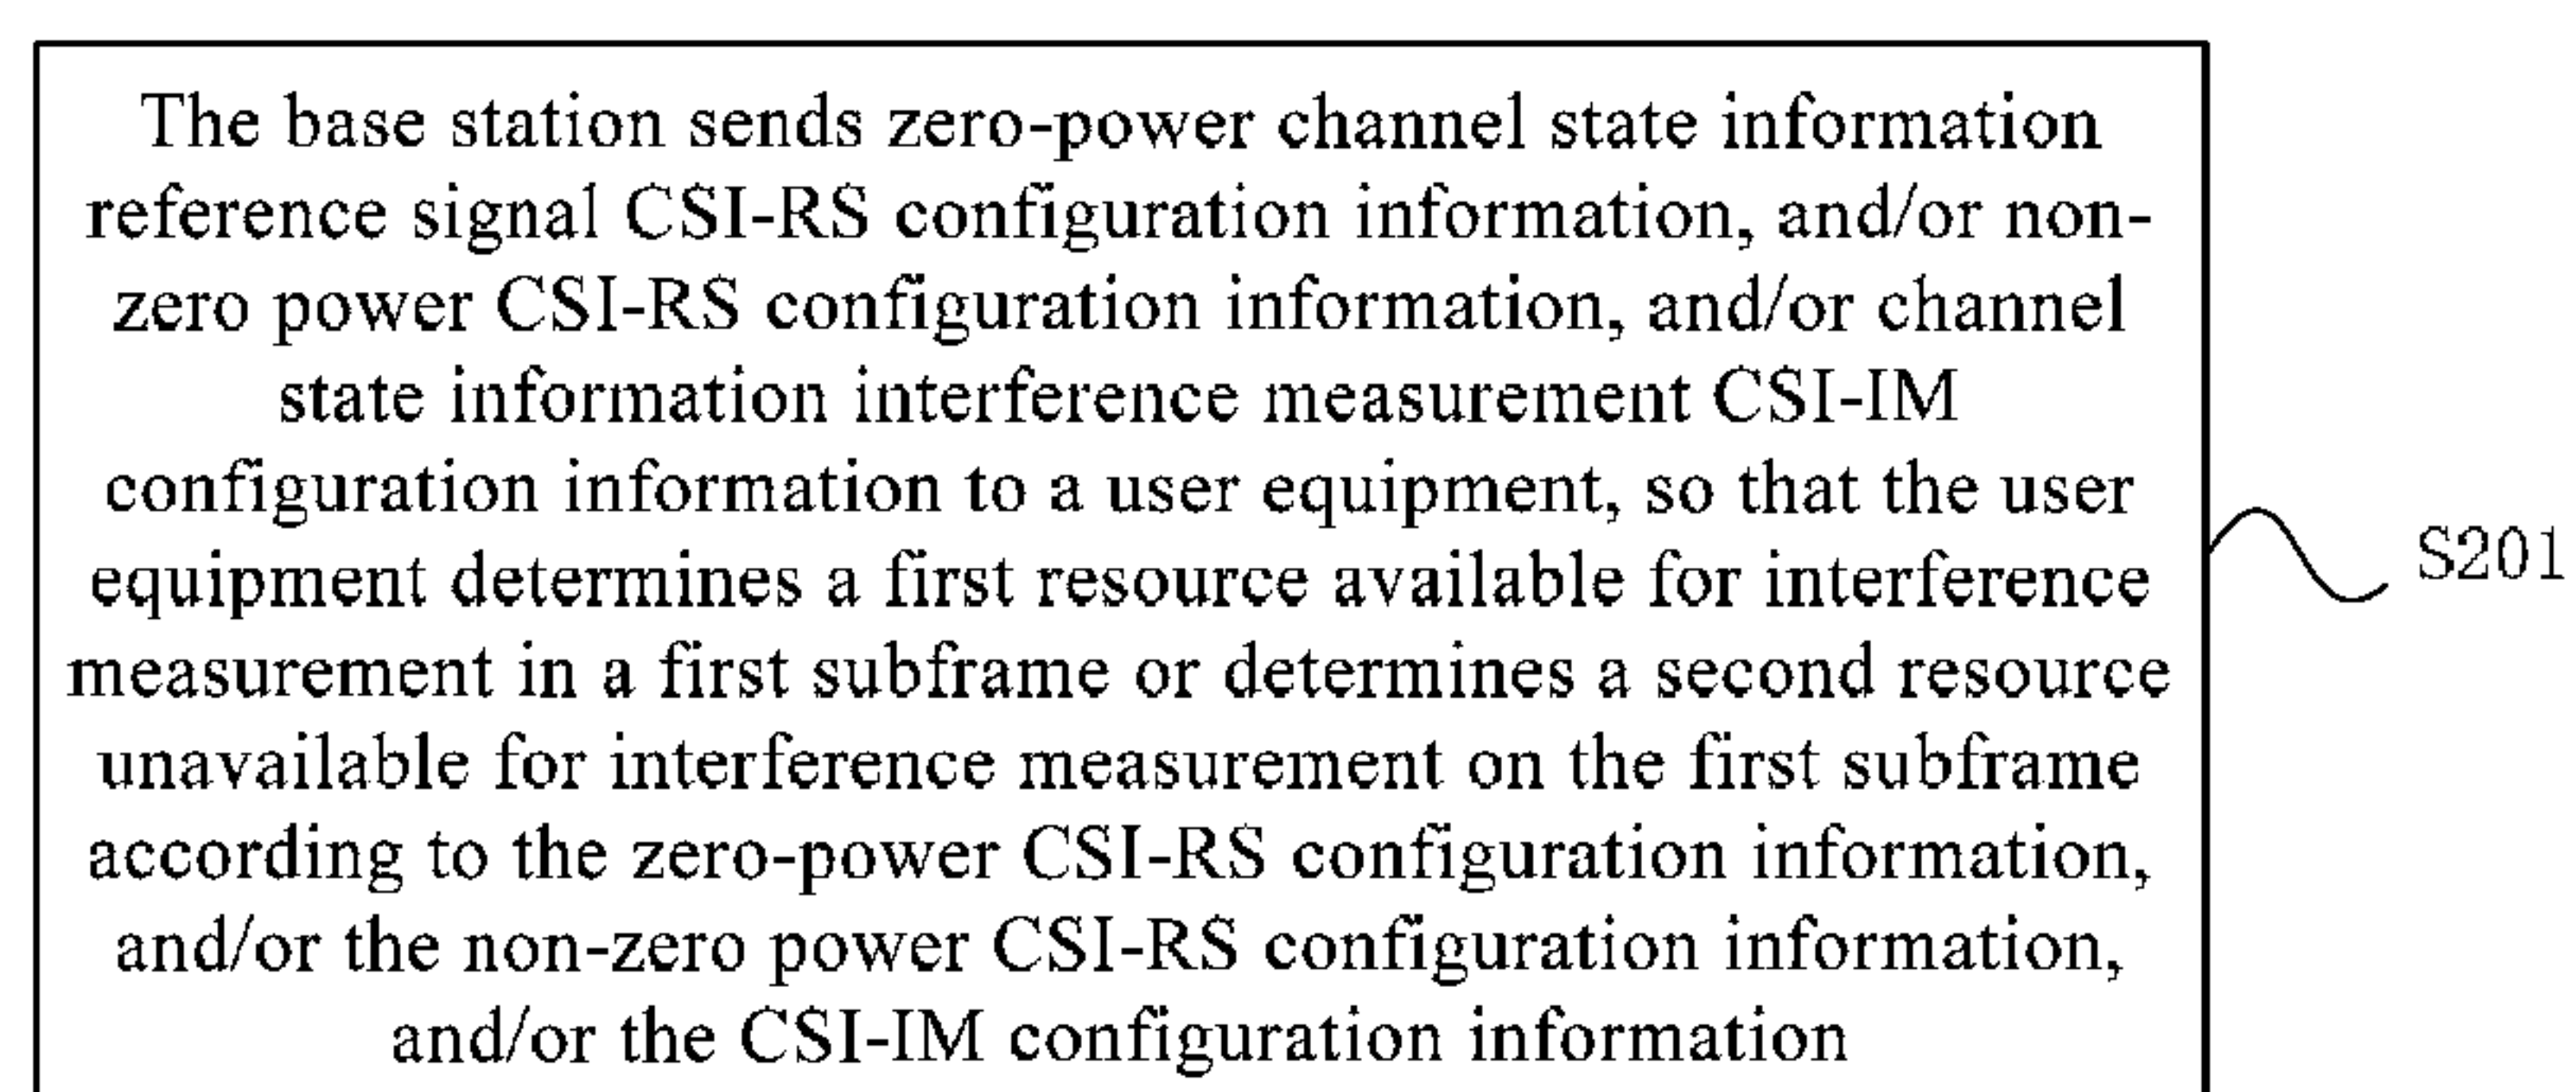 The base station sends zero-power channel state information
reference signal CSI-RS configuration information, and/or non-
zero power CSI-RS configuration information, and/or channel
state information interference measurement CSI-IM
configuration information to a user equipment, so that the user
equipment determines a first resource available for interference
measurement in a first subframe or determines a second resource
unavailable for interference measurement on the first subframe
according to the zero-power CSI-RS configuration information,
and/or the non-zero power CSI-RS configuration information,
and/or the CSI-IM configuration information
S201